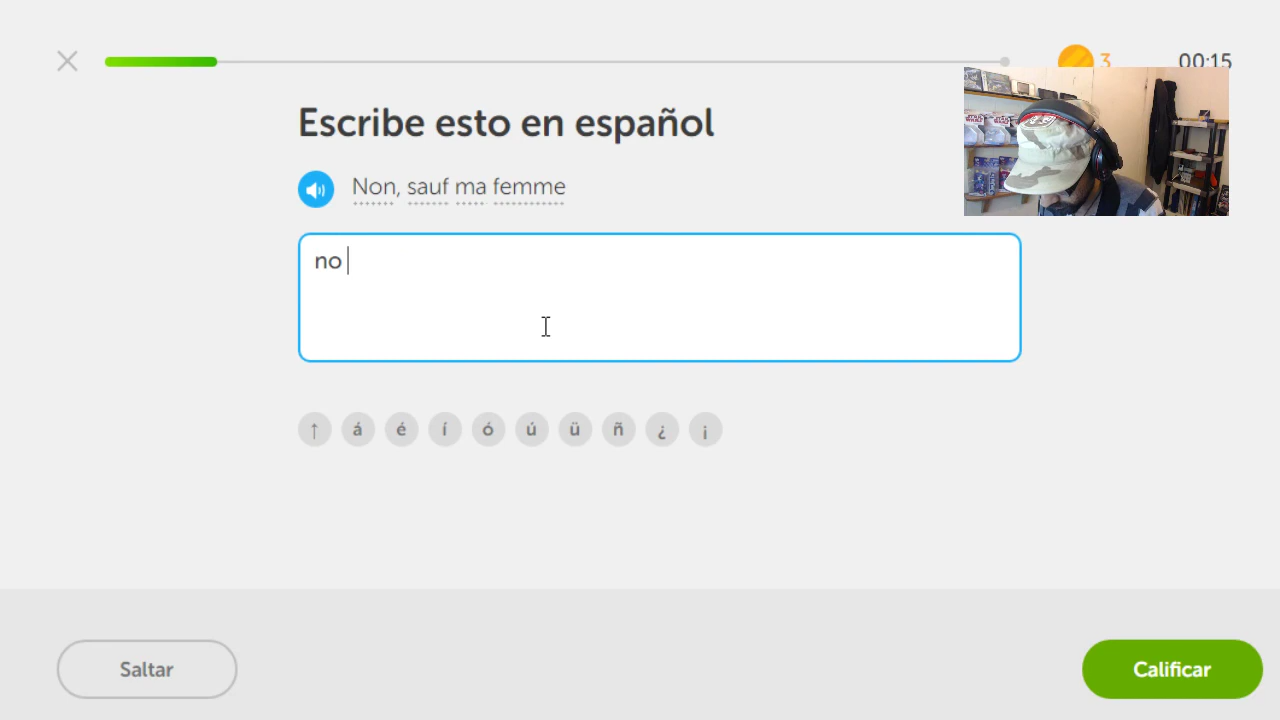 3 00:15
Escribe esto en español
Non, sauf ma femme
no
↑ á é í ó ú ü ñ ¿ ¡
Saltar Calificar